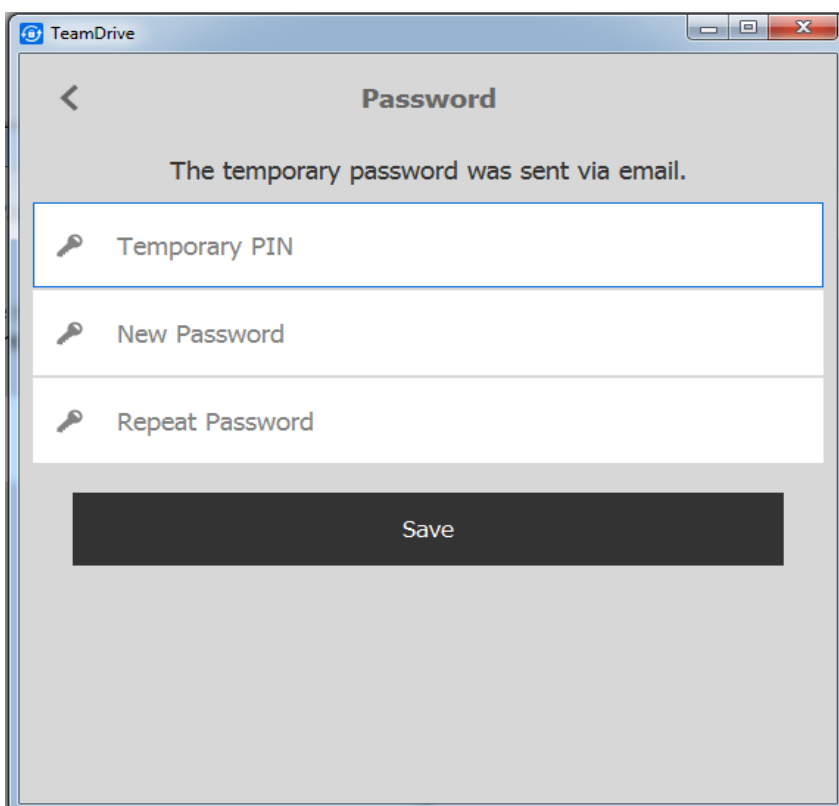 TeamDrive
Password
The temporary password was sent via email.
Temporary PIN
New Password
Repeat Password
Save